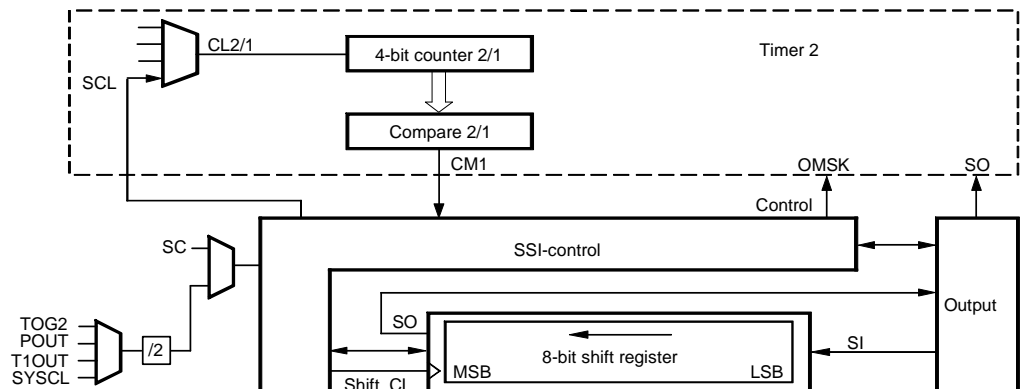 Timer 2
CL2/1
4-bit counter 2/1
SCL
Compare 2/1
CM1
OMSK
SO
Control
SC
SSI-control
Output
TOG2
POUT
T1OUT
SYSCL
/2
SO
8-bit shift register
SI
MSB
LSB
Shift_CL